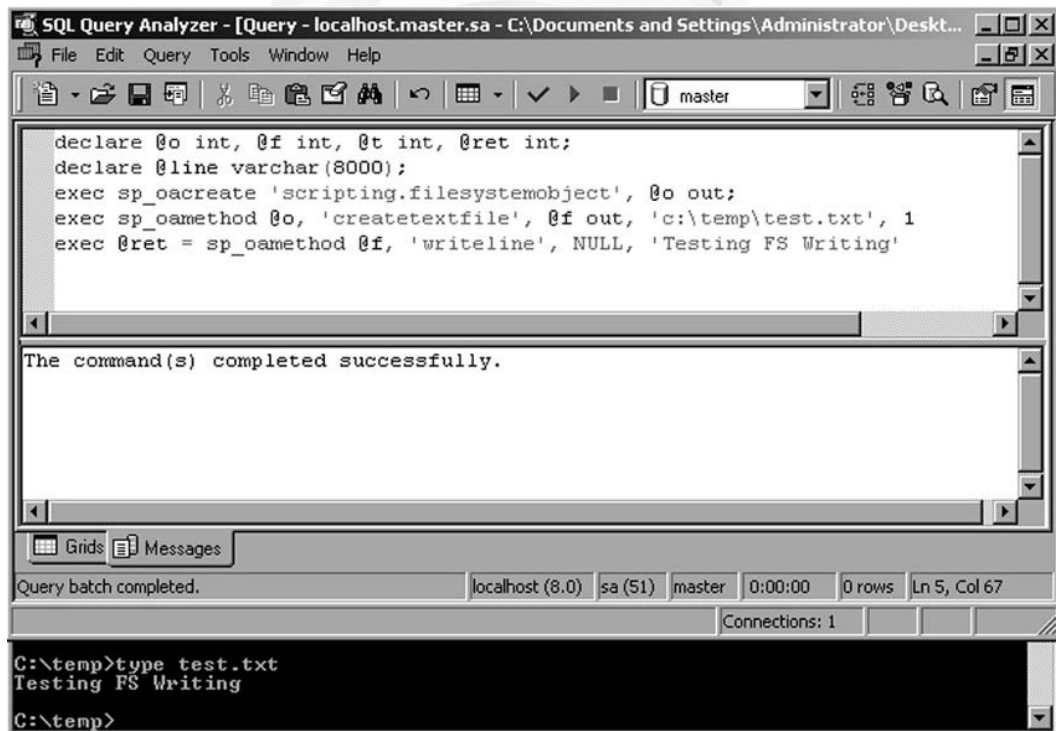 SQL Query Analyzer - [Query - localhost.master.sa - C:\Documents and Settings\Administrator\Deskt...
File Edit Query Tools Window Help
master
declare @o int, @f int, @t int, @ret int;
declare @line varchar(8000);
exec sp_oacreate 'scripting.filesystemobject', @o out;
exec sp_oamethod @o, 'createtextfile', @f out, 'c:\temp\test.txt', 1
exec @ret = sp_oamethod @f, 'writeline', NULL, 'Testing FS Writing'
The command(s) completed successfully.
Grids Messages
Query batch completed. localhost (8.0) sa (51) master 0:00:00 0 rows Ln 5, Col 67
Connections: 1
C:\temp>type test.txt
Testing FS Writing
C:\temp>